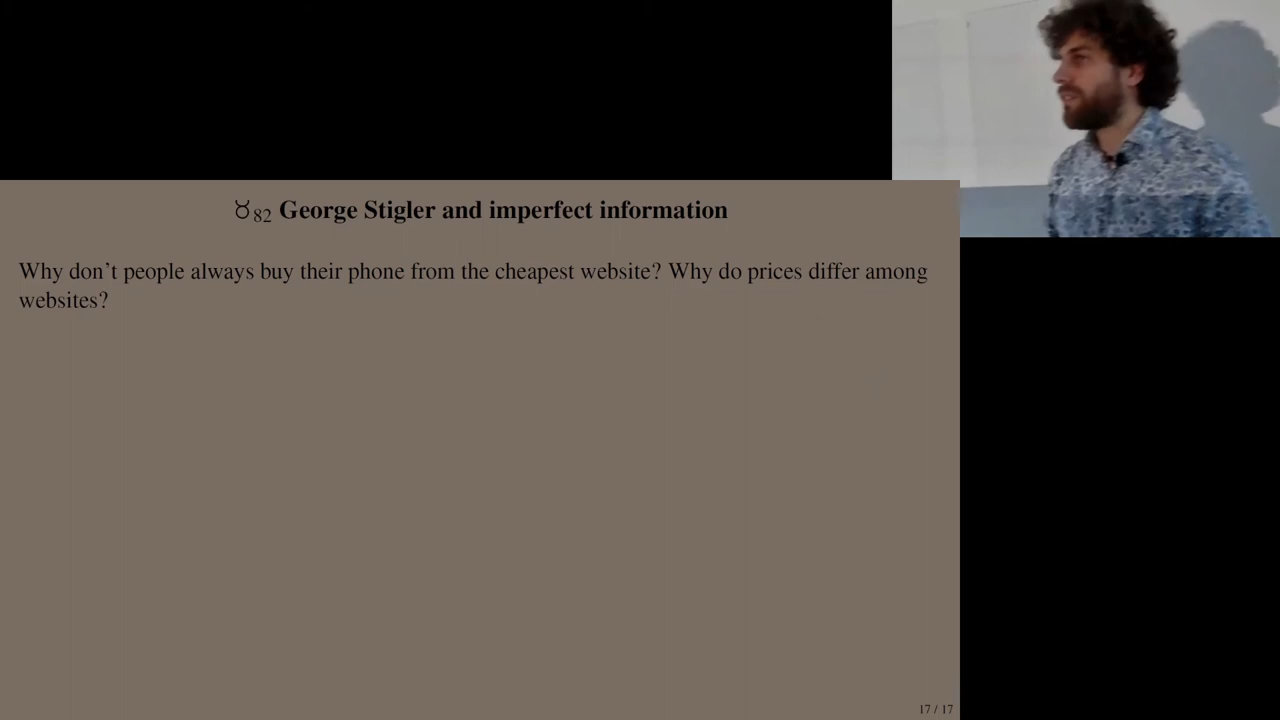 ♉82 George Stigler and imperfect information
Why don't people always buy their phone from the cheapest website? Why do prices differ among
websites?
17 / 17